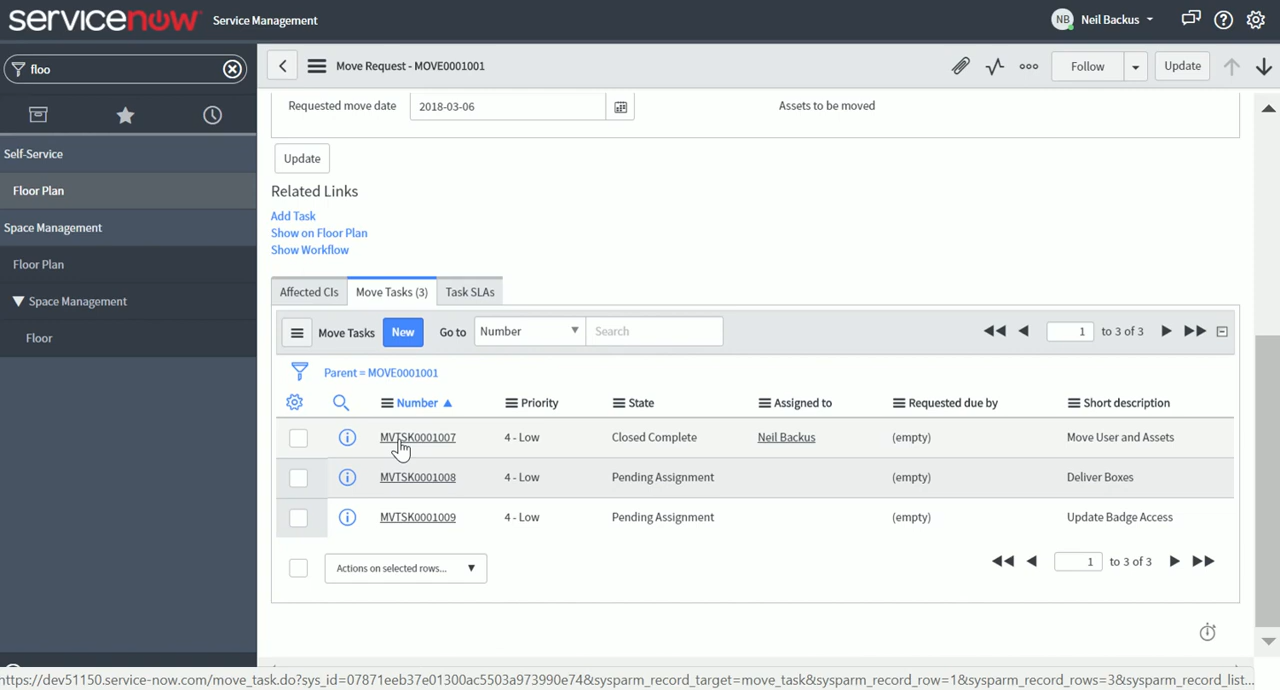 servicenow Service Management
NB Neil Backus
floo
Move Request - MOVE0001001
Follow
Update
Self-Service
Floor Plan
Space Management
Floor Plan
Space Management
Floor
Requested move date 2018-03-06 Assets to be moved
Update
Related Links
Add Task
Show on Floor Plan
Show Workflow
Affected CIs Move Tasks (3) Task SLAs
Move Tasks New Go to Number Search 1 to 3 of 3
Parent = MOVE0001001
Number Priority State Assigned to Requested due by Short description
MVTSK0001007 4 - Low Closed Complete Neil Backus (empty) Move User and Assets
MVTSK0001008 4 - Low Pending Assignment (empty) Deliver Boxes
MVTSK0001009 4 - Low Pending Assignment (empty) Update Badge Access
Actions on selected rows... 1 to 3 of 3
https://dev51150.service-now.com/move_task.do?sys_id=07871eeb37e01300ac5503a973990e74&sysparm_record_target=move_task&sysparm_record_row=1&sysparm_record_rows=3&sysparm_record_list...